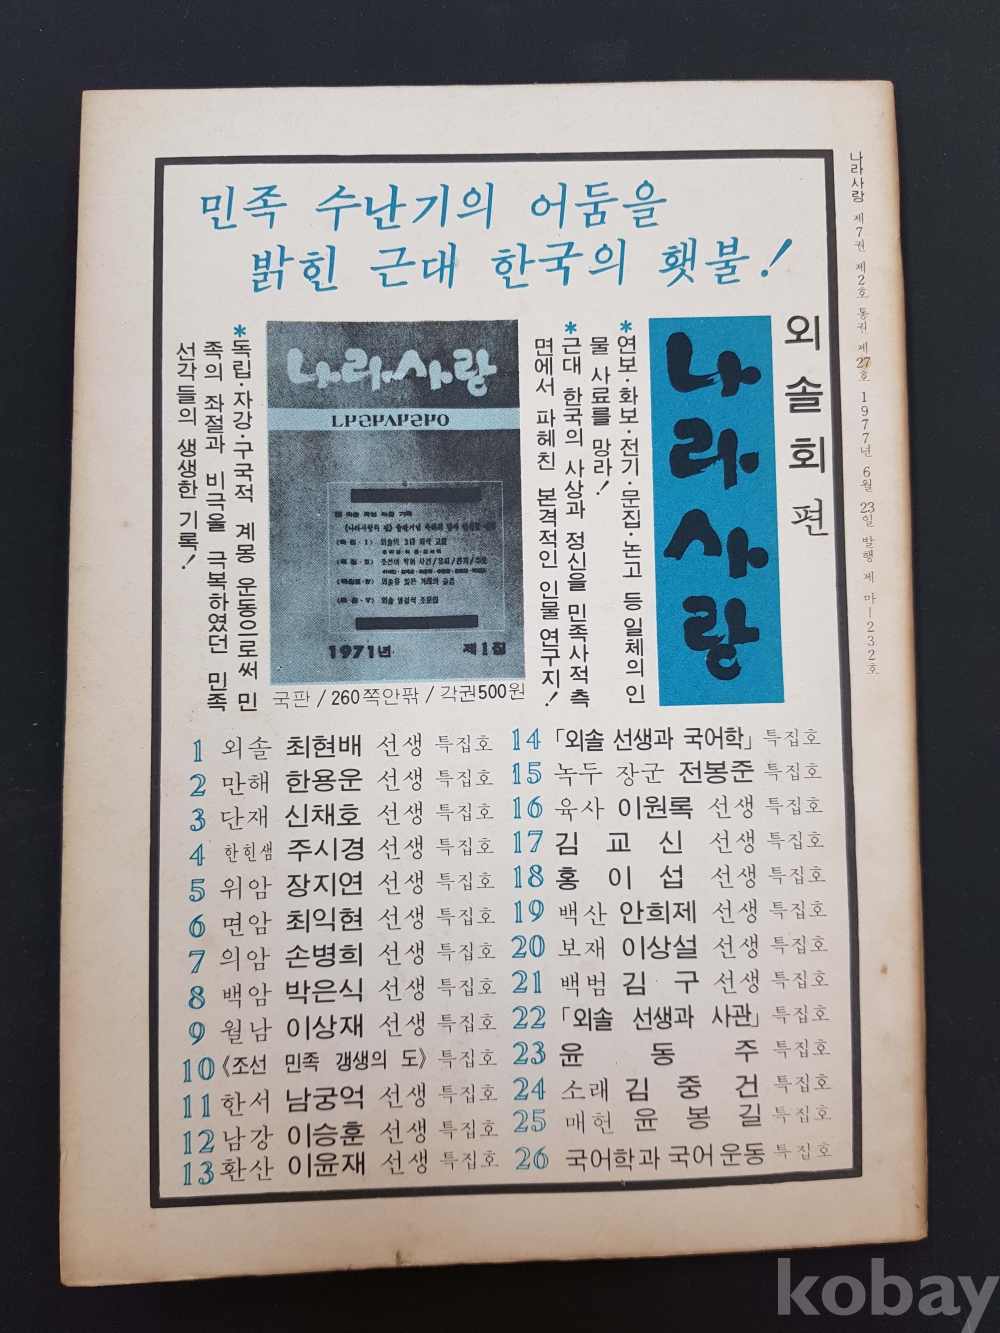 민족 수난기의 어둠을
밝힌 근대 한국의 횃불!
외솔회 편
나라사랑
*연보·화보·전기·문집·논고 등 일체의 인
물 사료를 망라!
*근대 한국의 사상과 정신을 민족사적 측
면에서 파헤친 본격적인 인물 연구지!
나라사랑
1971년
제1집
*독립·자강·구국적 계몽 운동으로써 민
족의 좌절과 비극을 극복하였던 민족
선각들의 생생한 기록!
국판/260쪽안팎/각권500원
1 외솔 최현배 선생 특집호
2 만해 한용운 선생 특집호
3 단재 신채호 선생 특집호
4 한힌샘 주시경 선생 특집호
5 위암 장지연 선생 특집호
6 면암 최익현 선생 특집호
7 의암 손병희 선생 특집호
8 백암 박은식 선생 특집호
9 월남 이상재 선생 특집호
10 《조선 민족 갱생의 도》 특집호
11 한서 남궁억 선생 특집호
12 남강 이승훈 선생 특집호
13 환산 이윤재 선생 특집호
14 「외솔 선생과 국어학」 특집호
15 녹두 장군 전봉준 특집호
16 육사 이원록 선생 특집호
17 김교신 선생 특집호
18 홍이섭 선생 특집호
19 백산 안희제 선생 특집호
20 보재 이상설 선생 특집호
21 백범 김구 선생 특집호
22 「외솔 선생과 사관」 특집호
23 윤동주 특집호
24 소래 김중건 특집호
25 매헌 윤봉길 특집호
26 국어학과 국어 운동 특집호
나라사랑 제7권 제2호 통권 제27호 1977년 6월 23일 발행 제 마—232호
kobay